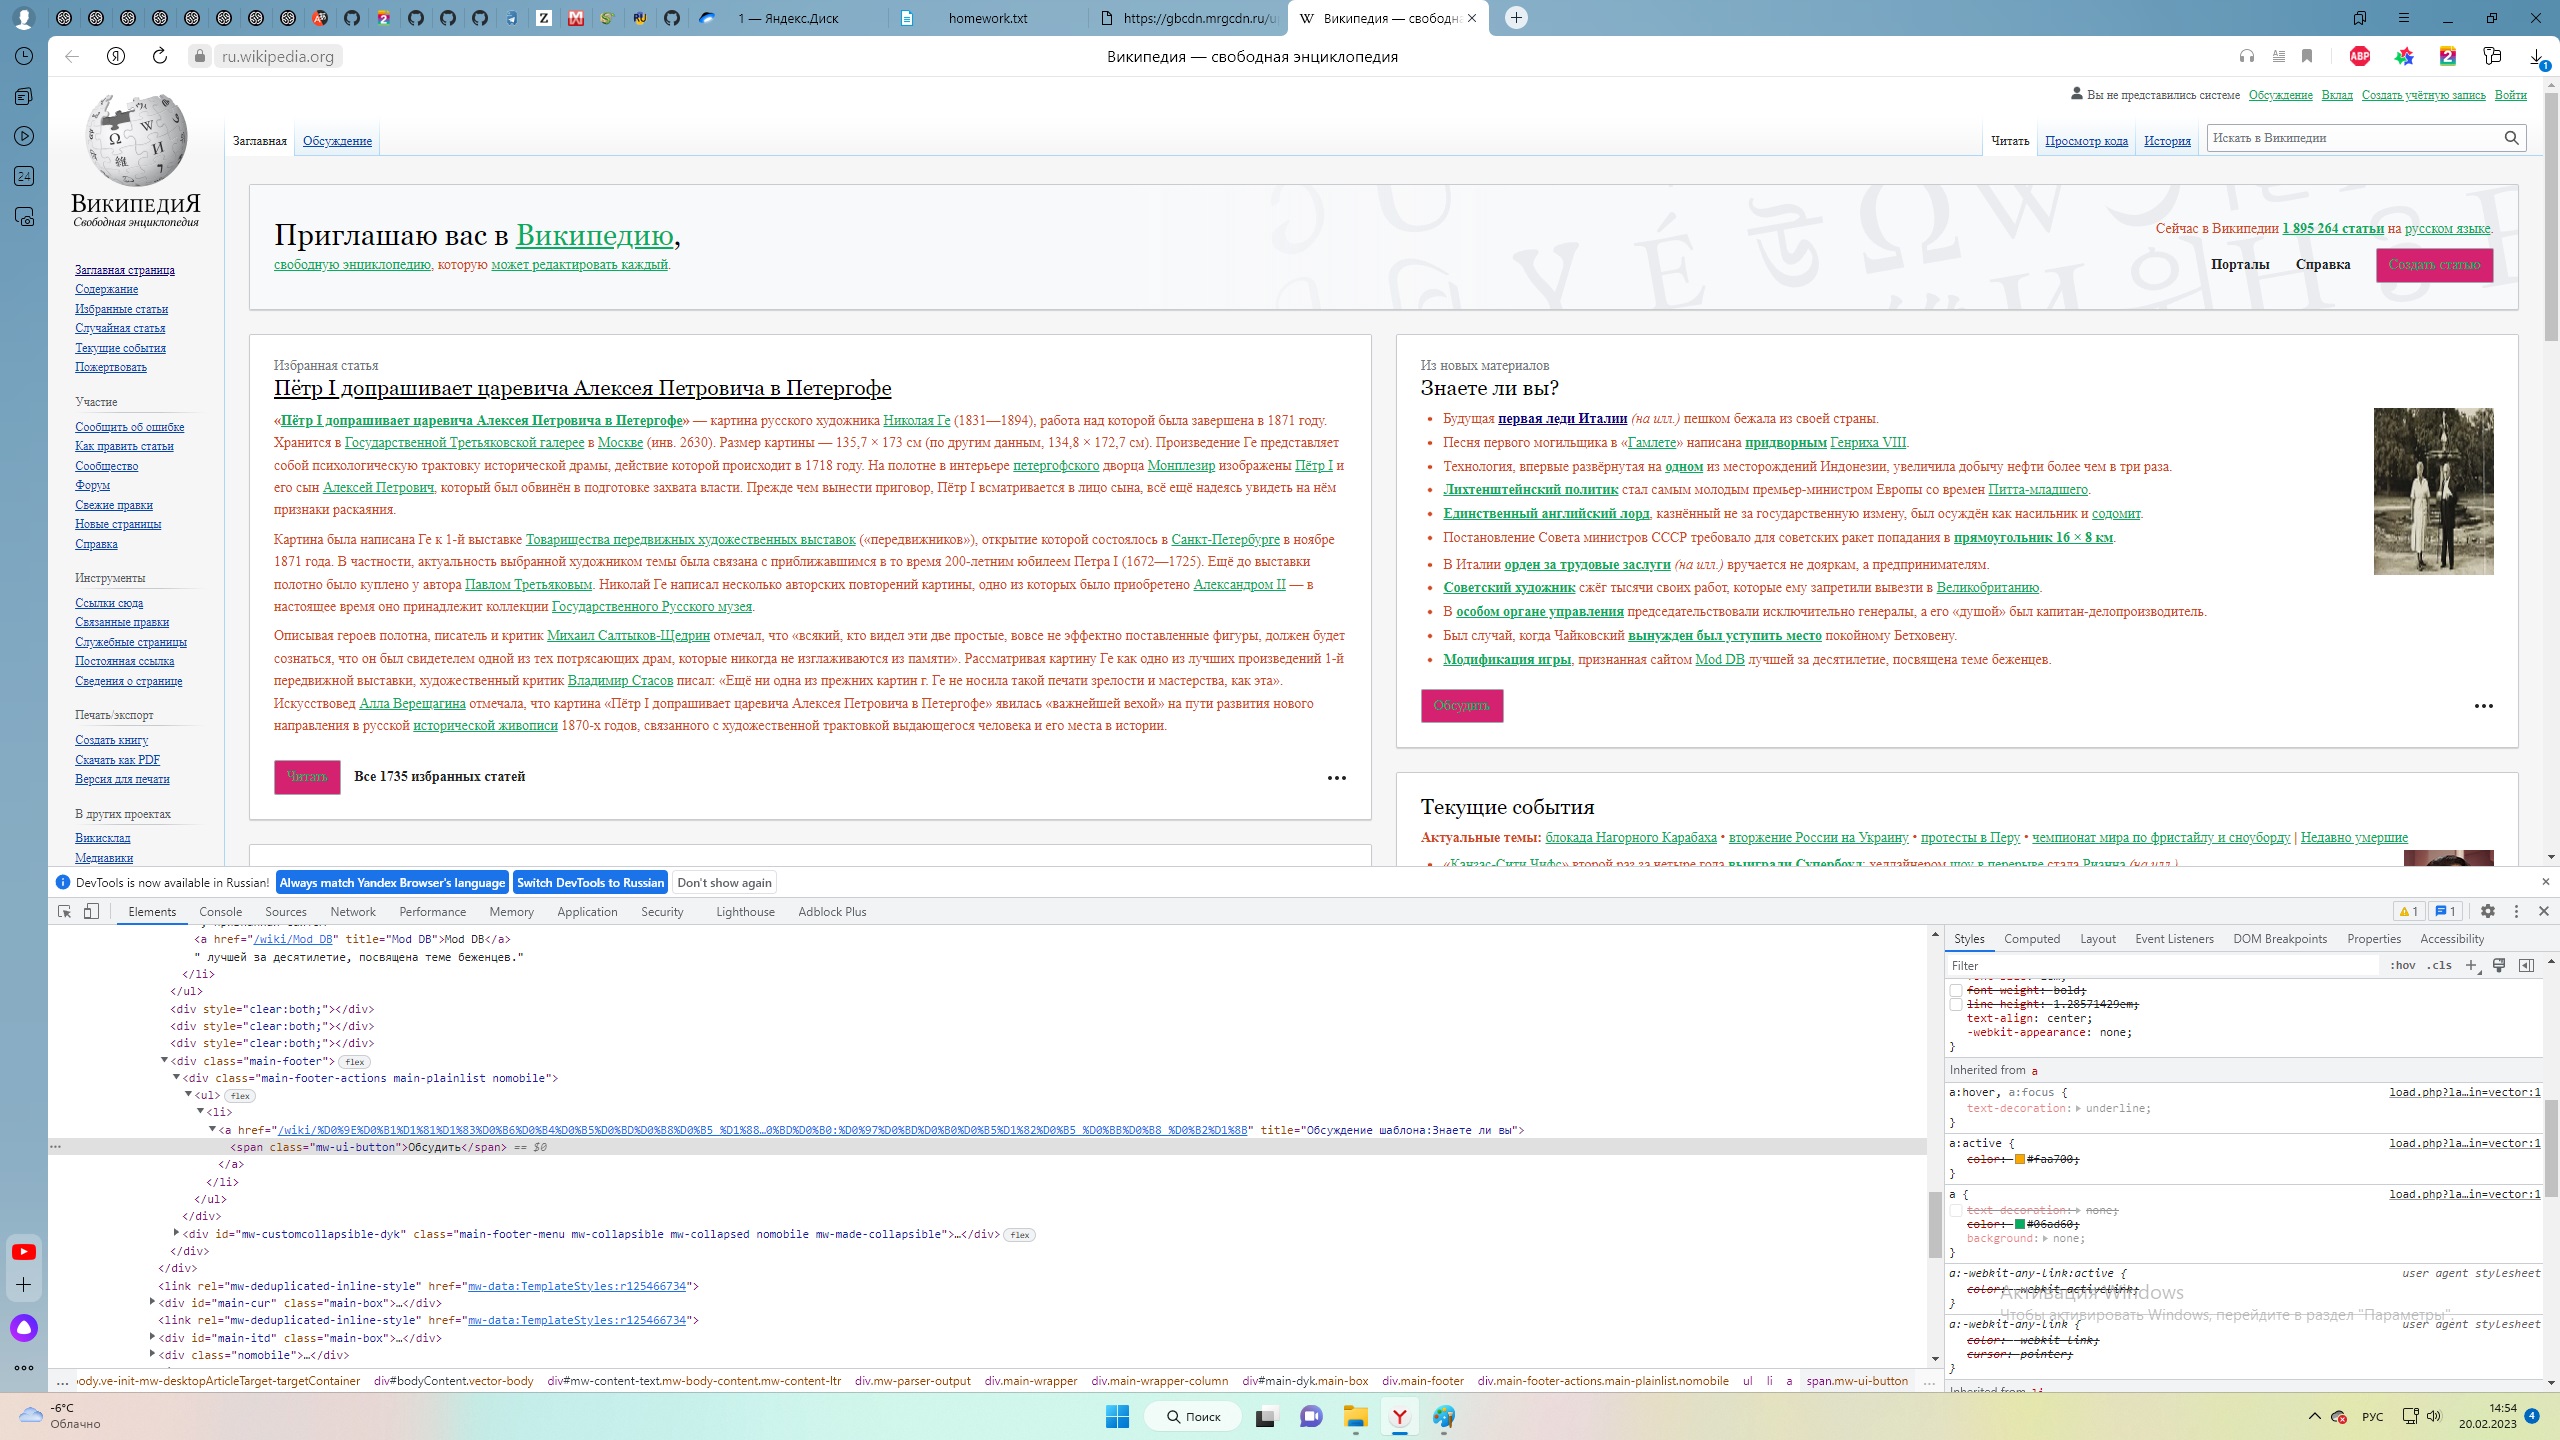 1 — Яндекс.Диск
homework.txt
https://gbcdn.mrgcdn.ru/u
Википедия — свободн
ru.wikipedia.org
Википедия — свободная энциклопедия
ABP
2
1
24
ВикипедиЯ
Свободная энциклопедия
Вы не представились системе Обсуждение Вклад Создать учётную запись Войти
Заглавная Обсуждение
Читать Просмотр кода История
Искать в Википедии
Заглавная страница
Содержание
Избранные статьи
Случайная статья
Текущие события
Пожертвовать
Участие
Сообщить об ошибке
Как править статьи
Сообщество
Форум
Свежие правки
Новые страницы
Справка
Инструменты
Ссылки сюда
Связанные правки
Служебные страницы
Постоянная ссылка
Сведения о странице
Печать/экспорт
Создать книгу
Скачать как PDF
Версия для печати
В других проектах
Викисклад
Медиавики
Приглашаю вас в Википедию,
свободную энциклопедию, которую может редактировать каждый.
Сейчас в Википедии 1 895 264 статьи на русском языке.
Порталы Справка Создать статью
Избранная статья
Пётр I допрашивает царевича Алексея Петровича в Петергофе
«Пётр I допрашивает царевича Алексея Петровича в Петергофе» — картина русского художника Николая Ге (1831—1894), работа над которой была завершена в 1871 году.
Хранится в Государственной Третьяковской галерее в Москве (инв. 2630). Размер картины — 135,7 × 173 см (по другим данным, 134,8 × 172,7 см). Произведение Ге представляет
собой психологическую трактовку исторической драмы, действие которой происходит в 1718 году. На полотне в интерьере петергофского дворца Монплезир изображены Пётр I и
его сын Алексей Петрович, который был обвинён в подготовке захвата власти. Прежде чем вынести приговор, Пётр I всматривается в лицо сына, всё ещё надеясь увидеть на нём
признаки раскаяния.
Картина была написана Ге к 1-й выставке Товарищества передвижных художественных выставок («передвижников»), открытие которой состоялось в Санкт-Петербурге в ноябре
1871 года. В частности, актуальность выбранной художником темы была связана с приближавшимся в то время 200-летним юбилеем Петра I (1672—1725). Ещё до выставки
полотно было куплено у автора Павлом Третьяковым. Николай Ге написал несколько авторских повторений картины, одно из которых было приобретено Александром II — в
настоящее время оно принадлежит коллекции Государственного Русского музея.
Описывая героев полотна, писатель и критик Михаил Салтыков-Щедрин отмечал, что «всякий, кто видел эти две простые, вовсе не эффектно поставленные фигуры, должен будет
сознаться, что он был свидетелем одной из тех потрясающих драм, которые никогда не изглаживаются из памяти». Рассматривая картину Ге как одно из лучших произведений 1-й
передвижной выставки, художественный критик Владимир Стасов писал: «Ещё ни одна из прежних картин г. Ге не носила такой печати зрелости и мастерства, как эта».
Искусствовед Алла Верещагина отмечала, что картина «Пётр I допрашивает царевича Алексея Петровича в Петергофе» явилась «важнейшей вехой» на пути развития нового
направления в русской исторической живописи 1870-х годов, связанного с художественной трактовкой выдающегося человека и его места в истории.
Читать Все 1735 избранных статей
Из новых материалов
Знаете ли вы?
• Будущая первая леди Италии (на илл.) пешком бежала из своей страны.
• Песня первого могильщика в «Гамлете» написана придворным Генриха VIII.
• Технология, впервые развёрнутая на одном из месторождений Индонезии, увеличила добычу нефти более чем в три раза.
• Лихтенштейнский политик стал самым молодым премьер-министром Европы со времен Питта-младшего.
• Единственный английский лорд, казнённый не за государственную измену, был осуждён как насильник и содомит.
• Постановление Совета министров СССР требовало для советских ракет попадания в прямоугольник 16 × 8 км.
• В Италии орден за трудовые заслуги (на илл.) вручается не дояркам, а предпринимателям.
• Советский художник сжёг тысячи своих работ, которые ему запретили вывезти в Великобританию.
• В особом органе управления председательствовали исключительно генералы, а его «душой» был капитан-делопроизводитель.
• Был случай, когда Чайковский вынужден был уступить место покойному Бетховену.
• Модификация игры, признанная сайтом Mod DB лучшей за десятилетие, посвящена теме беженцев.
Обсудить
Текущие события
Актуальные темы: блокада Нагорного Карабаха • вторжение России на Украину • протесты в Перу • чемпионат мира по фристайлу и сноуборду | Недавно умершие
• «Канзас-Сити Чифс» второй раз за четыре года выиграли Супербоул; хедлайнером шоу в перерыве стала Рианна (на илл.)
DevTools is now available in Russian! Always match Yandex Browser's language Switch DevTools to Russian Don't show again
Elements Console Sources Network Performance Memory Application Security Lighthouse Adblock Plus
1 1
<a href="/wiki/Mod_DB" title="Mod DB">Mod DB</a>
" лучшей за десятилетие, посвящена теме беженцев."
</li>
</ul>
<div style="clear:both;"></div>
<div style="clear:both;"></div>
<div style="clear:both;"></div>
<div class="main-footer"> flex
<div class="main-footer-actions main-plainlist nomobile">
<ul> flex
<li>
<a href="/wiki/%D0%9E%D0%B1%D1%81%D1%83%D0%B6%D0%B4%D0%B5%D0%BD%D0%B8%D0%B5_%D1%88…0%BD%D0%B0:%D0%97%D0%BD%D0%B0%D0%B5%D1%82%D0%B5_%D0%BB%D0%B8_%D0%B2%D1%8B" title="Обсуждение шаблона:Знаете ли вы">
<span class="mw-ui-button">Обсудить</span> == $0
</a>
</li>
</ul>
</div>
<div id="mw-customcollapsible-dyk" class="main-footer-menu mw-collapsible mw-collapsed nomobile mw-made-collapsible">…</div> flex
</div>
</div>
<link rel="mw-deduplicated-inline-style" href="mw-data:TemplateStyles:r125466734">
<div id="main-cur" class="main-box">…</div>
<link rel="mw-deduplicated-inline-style" href="mw-data:TemplateStyles:r125466734">
<div id="main-itd" class="main-box">…</div>
<div class="nomobile">…</div>
... body.ve-init-mw-desktopArticleTarget-targetContainer div#bodyContent.vector-body div#mw-content-text.mw-body-content.mw-content-ltr div.mw-parser-output div.main-wrapper div.main-wrapper-column div#main-dyk.main-box div.main-footer div.main-footer-actions.main-plainlist.nomobile ul li a span.mw-ui-button ...
Styles Computed Layout Event Listeners DOM Breakpoints Properties Accessibility
Filter :hov .cls
font-weight: bold;
line-height: 1.28571429em;
text-align: center;
-webkit-appearance: none;
}
Inherited from a
a:hover, a:focus { load.php?la…in=vector:1
text-decoration: underline;
}
a:active { load.php?la…in=vector:1
color: #faa700;
}
a { load.php?la…in=vector:1
text-decoration: none;
color: #06ad60;
background: none;
}
a:-webkit-any-link:active { user agent stylesheet
color: -webkit-activelink;
}
a:-webkit-any-link { user agent stylesheet
color: -webkit-link;
cursor: pointer;
}
Inherited from li
Активация Windows
Чтобы активировать Windows, перейдите в раздел "Параметры".
-6°C
Облачно
Поиск
РУС
14:54
20.02.2023
4